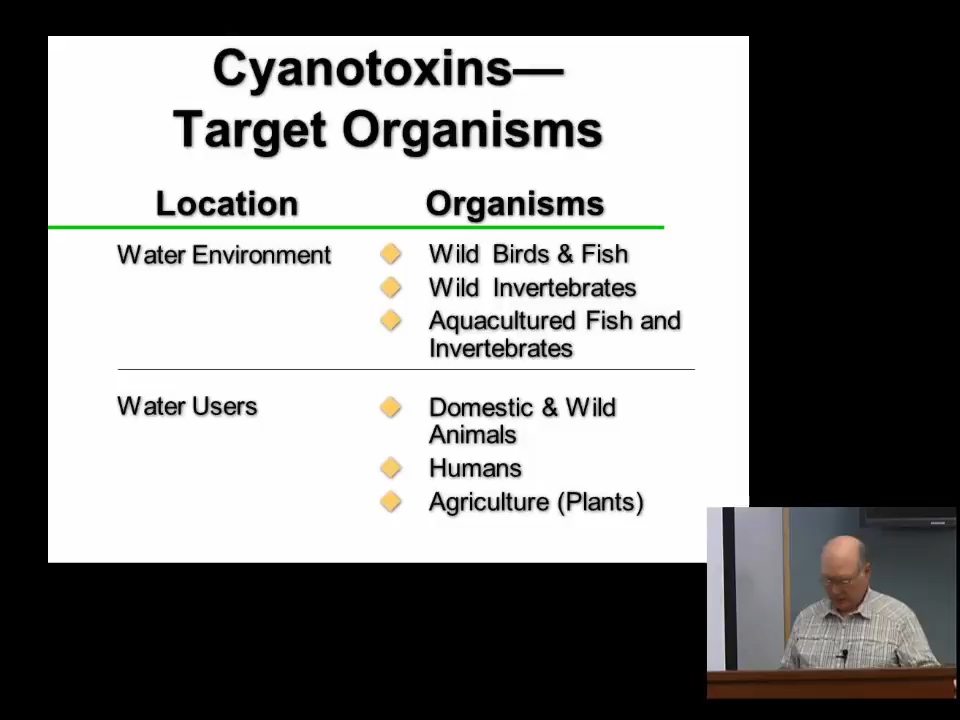 Cyanotoxins—
Target Organisms
Location Organisms
Water Environment
Wild Birds & Fish
Wild Invertebrates
Aquacultured Fish and
Invertebrates
Water Users
Domestic & Wild
Animals
Humans
Agriculture (Plants)